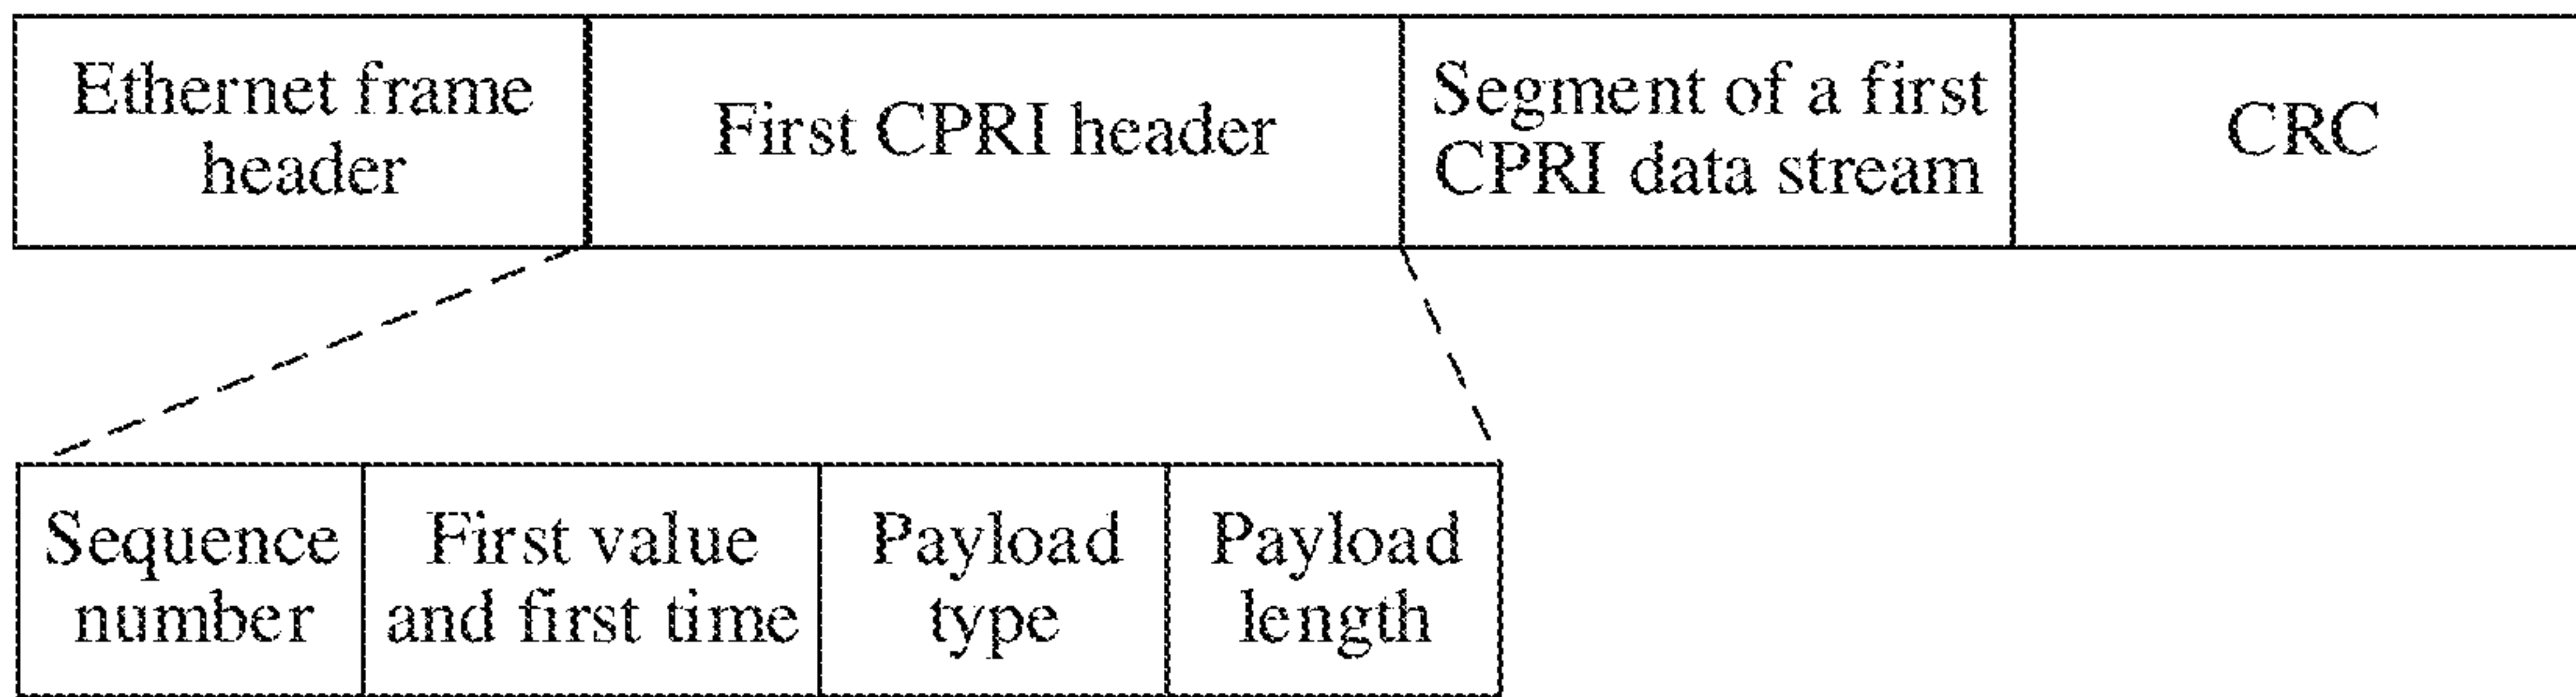 Ethernet frame
header
First CPRI header
Segment of a first
CPRI data stream
CRC
Sequence
number
First value
and first time
Payload
type
Payload
length